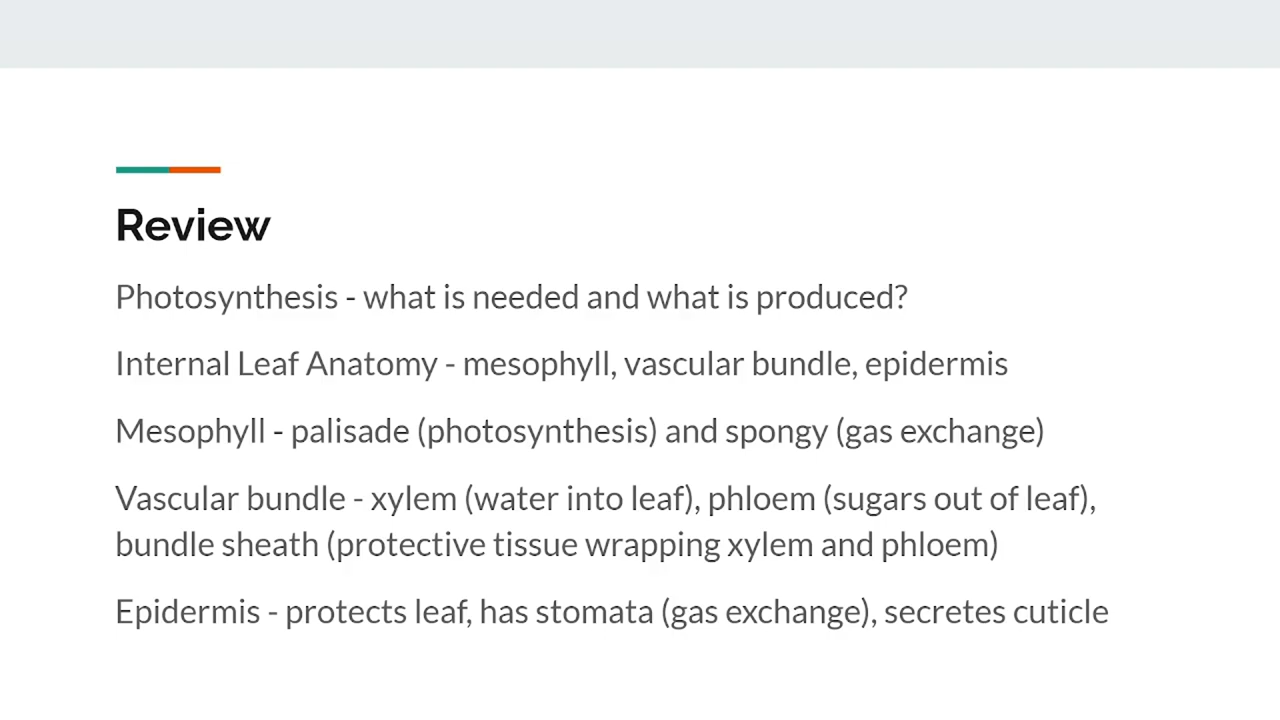 Review
Photosynthesis - what is needed and what is produced?
Internal Leaf Anatomy - mesophyll, vascular bundle, epidermis
Mesophyll - palisade (photosynthesis) and spongy (gas exchange)
Vascular bundle - xylem (water into leaf), phloem (sugars out of leaf),
bundle sheath (protective tissue wrapping xylem and phloem)
Epidermis - protects leaf, has stomata (gas exchange), secretes cuticle